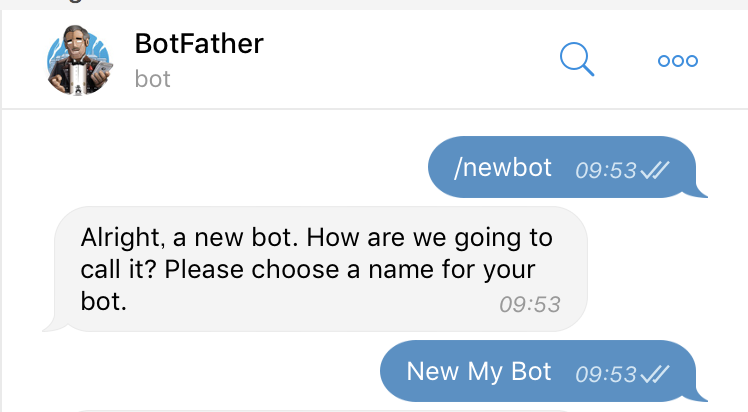 BotFather
bot
/newbot 09:53
Alright, a new bot. How are we going to
call it? Please choose a name for your
bot. 09:53
New My Bot 09:53